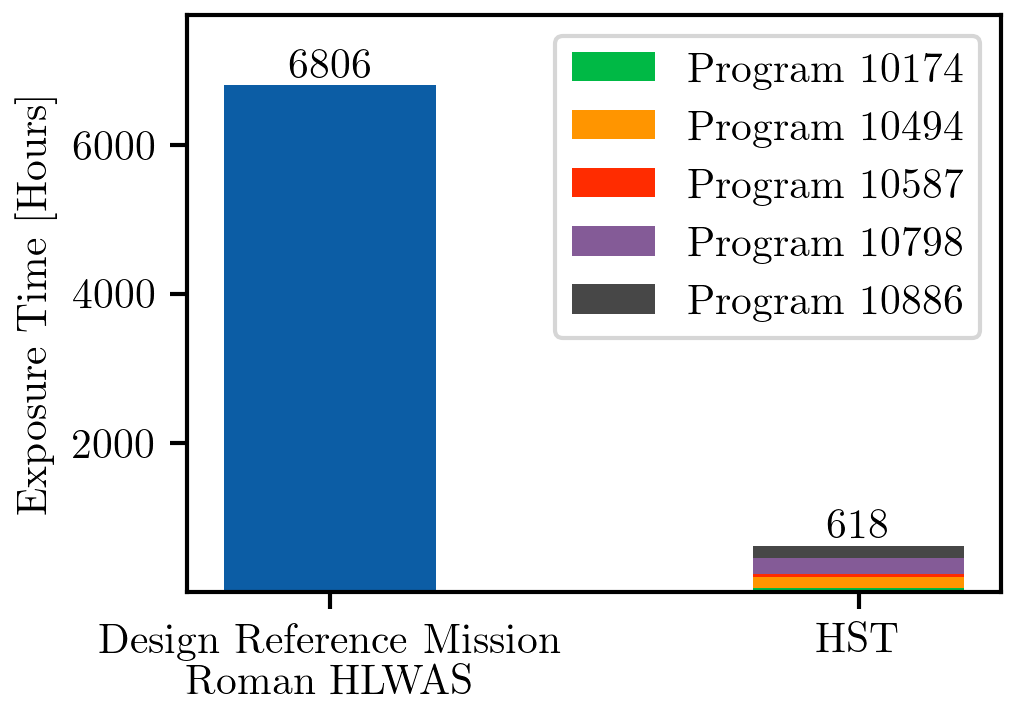 6806
Program 10174
Program 10494
Program 10587
Program 10798
Program 10886
Exposure Time [Hours]
6000
4000
2000
618
Design Reference Mission
Roman HLWAS
HST